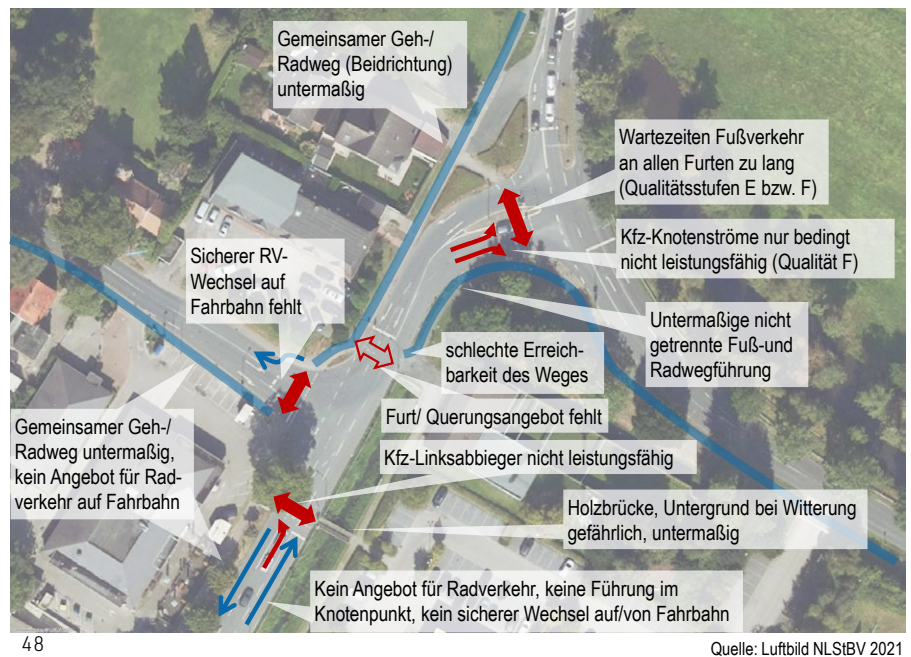 Gemeinsamer Geh-/
Radweg (Beidrichtung)
untermaßig
Wartezeiten Fußverkehr
an allen Furten zu lang
(Qualitätsstufen E bzw. F)
Kfz-Knotenströme nur bedingt
nicht leistungsfähig (Qualität F)
Sicherer RV-
Wechsel auf
Fahrbahn fehlt
Untermaßige nicht
getrennte Fuß-und
Radwegführung
schlechte Erreich-
barkeit des Weges
Furt/ Querungsangebot fehlt
Gemeinsamer Geh-/
Radweg untermaßig,
kein Angebot für Rad-
verkehr auf Fahrbahn
Kfz-Linksabbieger nicht leistungsfähig
Holzbrücke, Untergrund bei Witterung
gefährlich, untermaßig
Kein Angebot für Radverkehr, keine Führung im
Knotenpunkt, kein sicherer Wechsel auf/von Fahrbahn
48
Quelle: Luftbild NLStBV 2021